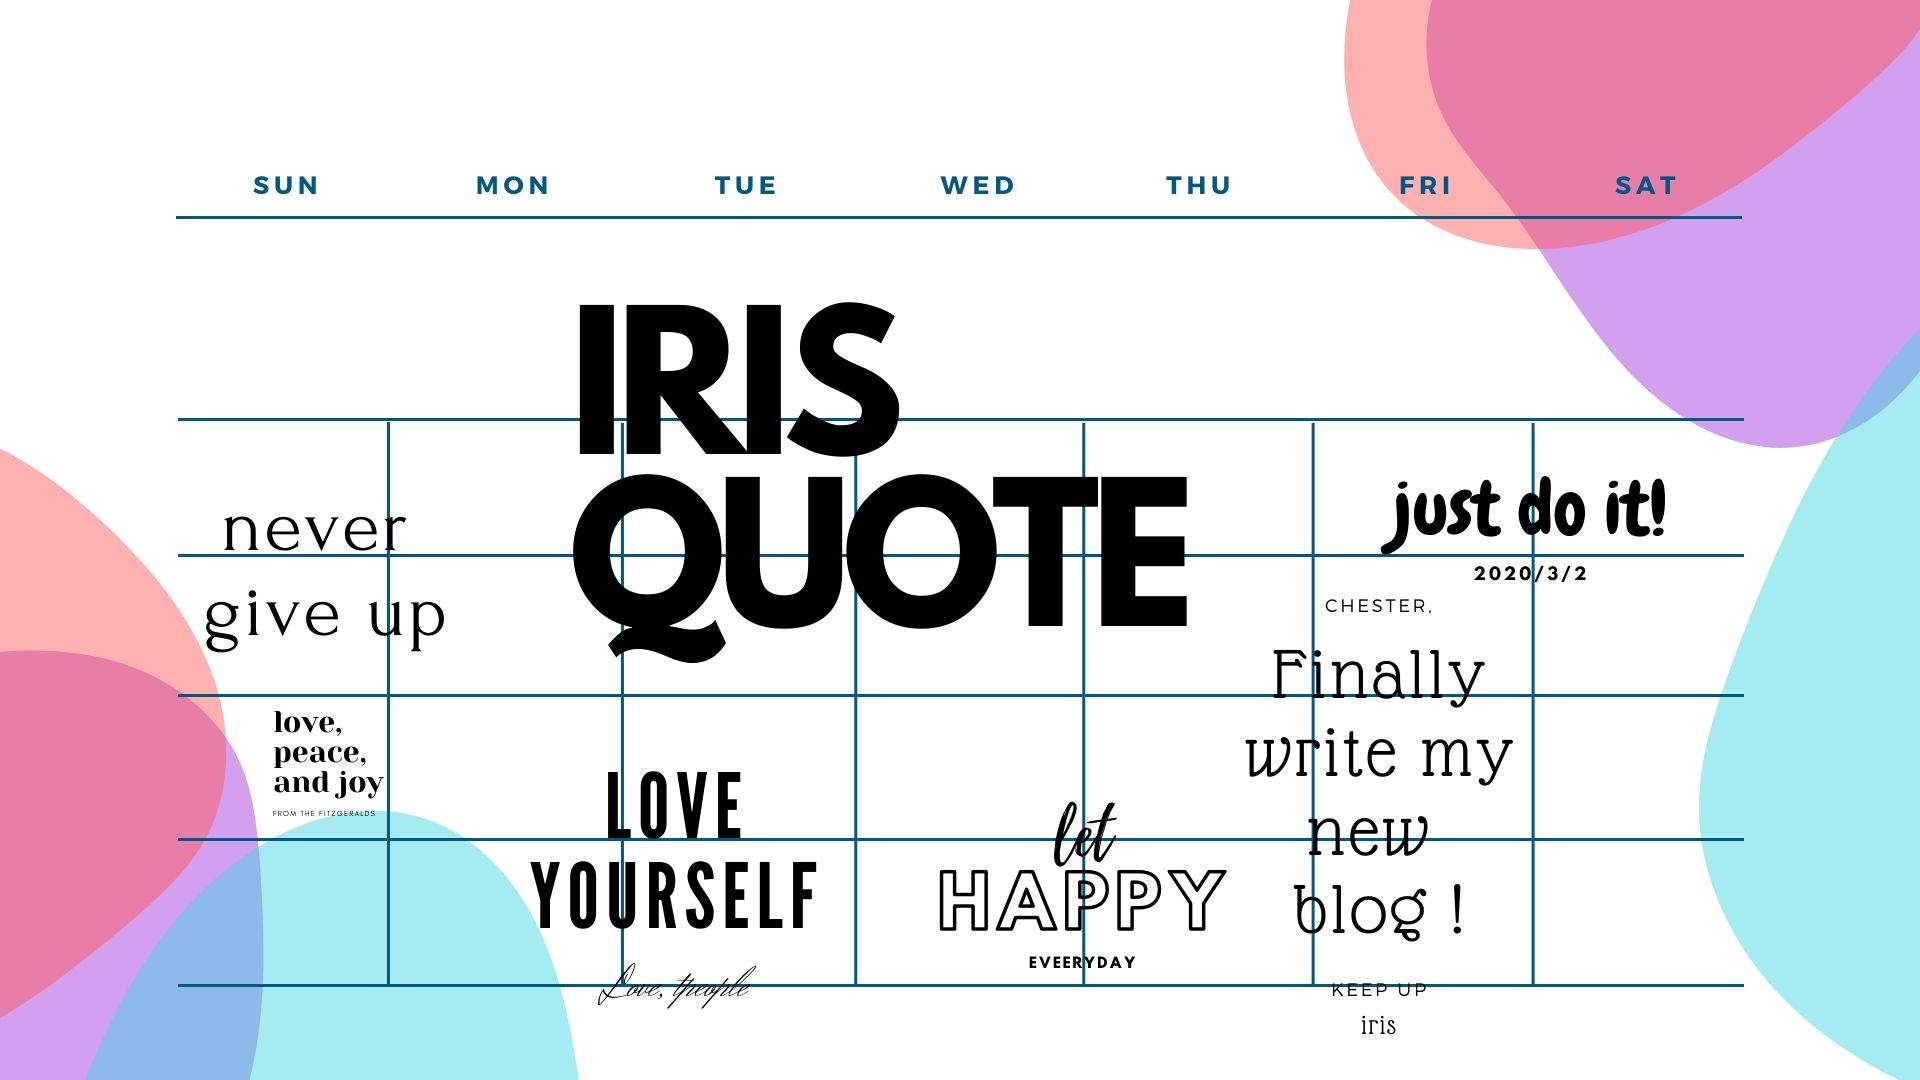 SUN MON TUE WED THU FRI SAT
IRIS
QUOTE
never
give up
just do it!
2020/3/2
CHESTER,
Finally
write my
new
blog !
KEEP UP
iris
love,
peace,
and joy
FROM THE FITZGERALDS
LOVE
YOURSELF
Love, tpeople
let
HAPPY
EVEERYDAY